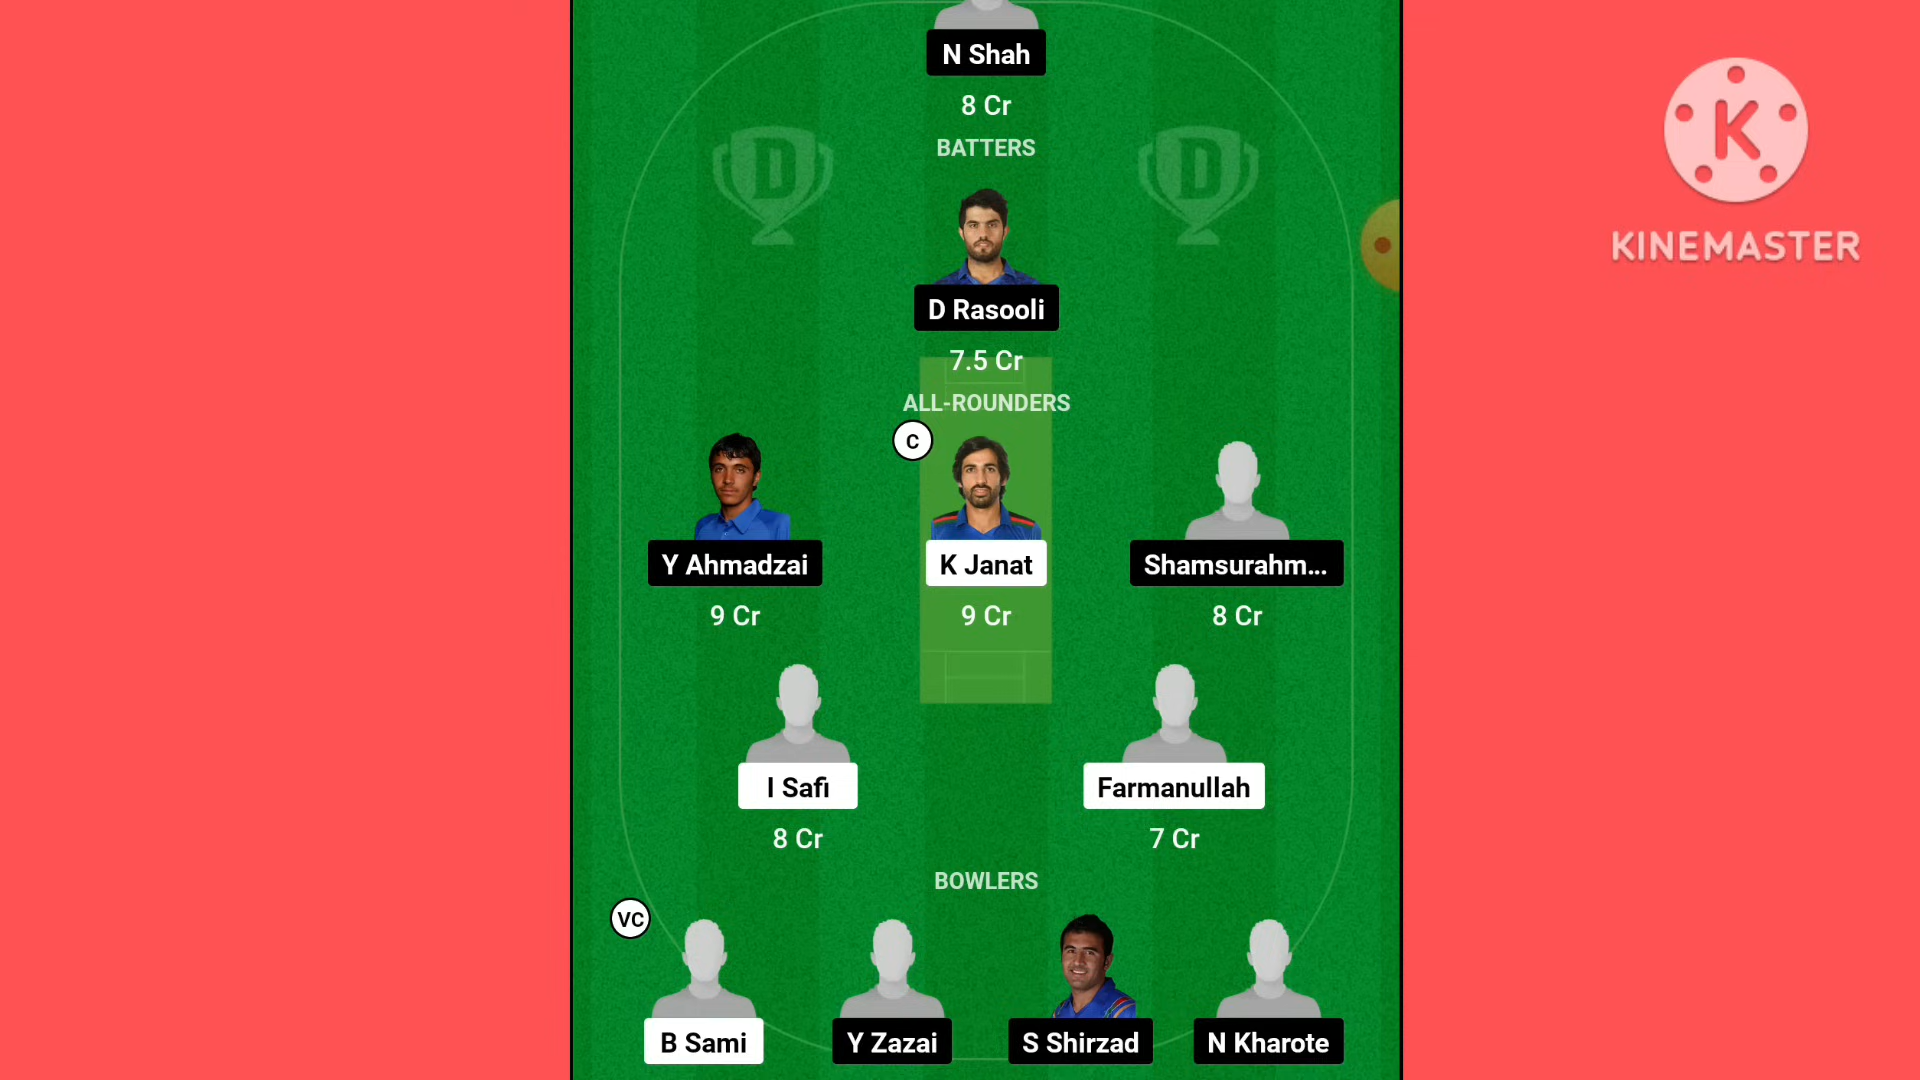 N Shah
8 Cr
BATTERS
D D
D Rasooli
7.5 Cr
ALL-ROUNDERS
C
Y Ahmadzai K Janat Shamsurahm...
9 Cr 9 Cr 8 Cr
I Safi Farmanullah
8 Cr 7 Cr
BOWLERS
VC
B Sami Y Zazai S Shirzad N Kharote
K
KINEMASTER